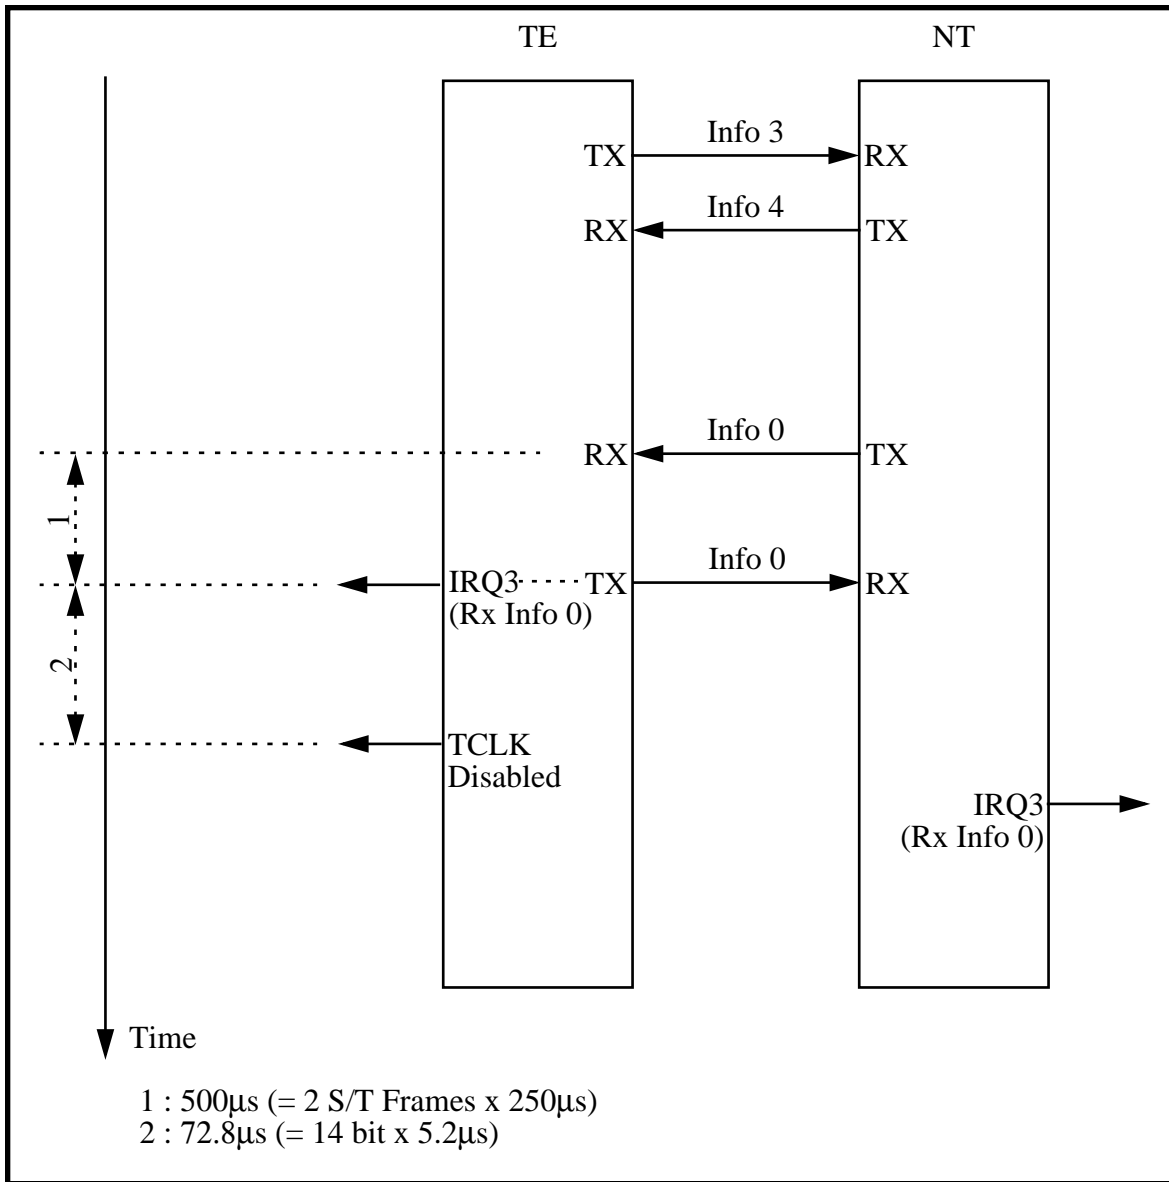 TE NT
Info 3
TX RX
Info 4
RX TX
Info 0
RX TX
1
Info 0
IRQ3 TX RX
(Rx Info 0)
2
TCLK
Disabled
IRQ3
(Rx Info 0)
Time
1 : 500µs (= 2 S/T Frames x 250µs)
2 : 72.8µs (= 14 bit x 5.2µs)